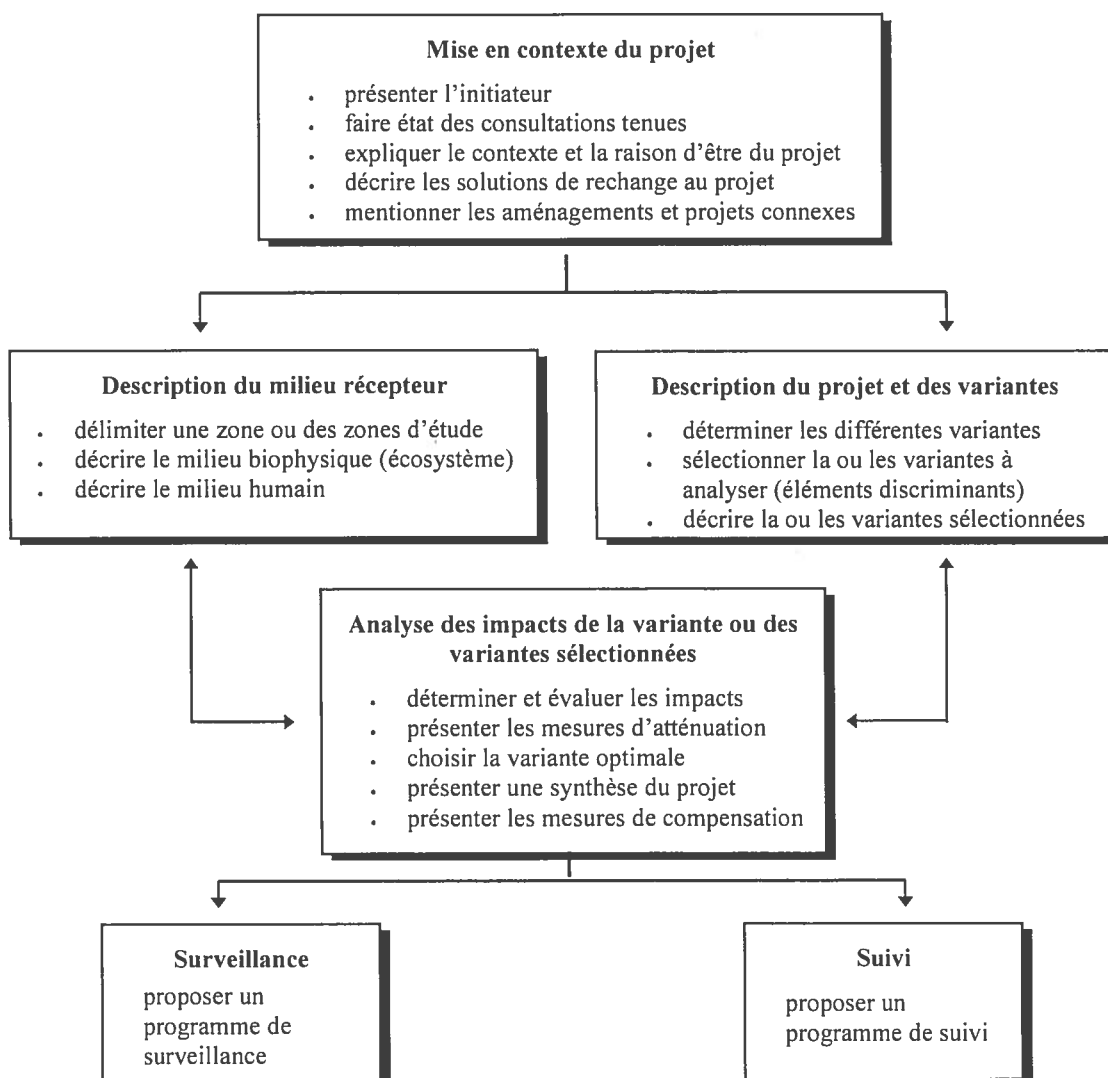 Mise en contexte du projet
. présenter l'initiateur
. faire état des consultations tenues
. expliquer le contexte et la raison d'être du projet
. décrire les solutions de rechange au projet
. mentionner les aménagements et projets connexes
Description du milieu récepteur
. délimiter une zone ou des zones d'étude
. décrire le milieu biophysique (écosystème)
. décrire le milieu humain
Description du projet et des variantes
. déterminer les différentes variantes
. sélectionner la ou les variantes à
analyser (éléments discriminants)
. décrire la ou les variantes sélectionnées
Analyse des impacts de la variante ou des
variantes sélectionnées
. déterminer et évaluer les impacts
. présenter les mesures d'atténuation
. choisir la variante optimale
. présenter une synthèse du projet
. présenter les mesures de compensation
Surveillance
proposer un
programme de
surveillance
Suivi
proposer un
programme de suivi